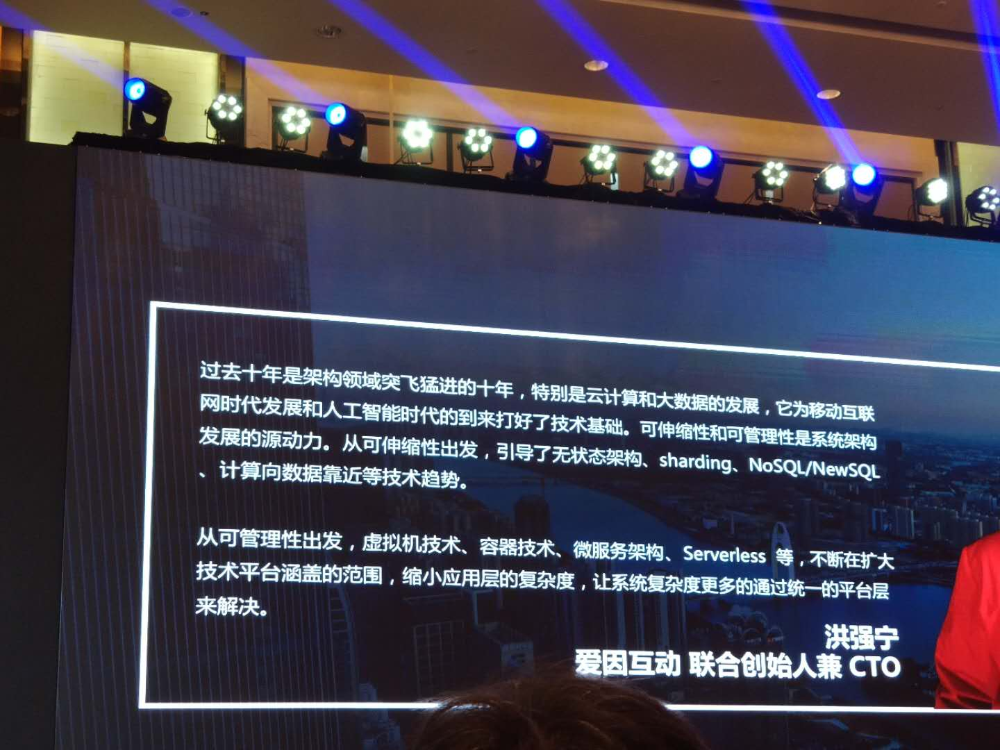 过去十年是架构领域突飞猛进的十年，特别是云计算和大数据的发展，它为移动互联
网时代发展和人工智能时代的到来打好了技术基础。可伸缩性和可管理性是系统架构
发展的源动力。从可伸缩性出发，引导了无状态架构、sharding、NoSQL/NewSQL
、计算向数据靠近等技术趋势。
从可管理性出发，虚拟机技术、容器技术、微服务架构、Serverless 等，不断在扩大
技术平台涵盖的范围，缩小应用层的复杂度，让系统复杂度更多的通过统一的平台层
来解决。
洪强宁
爱因互动 联合创始人兼 CTO